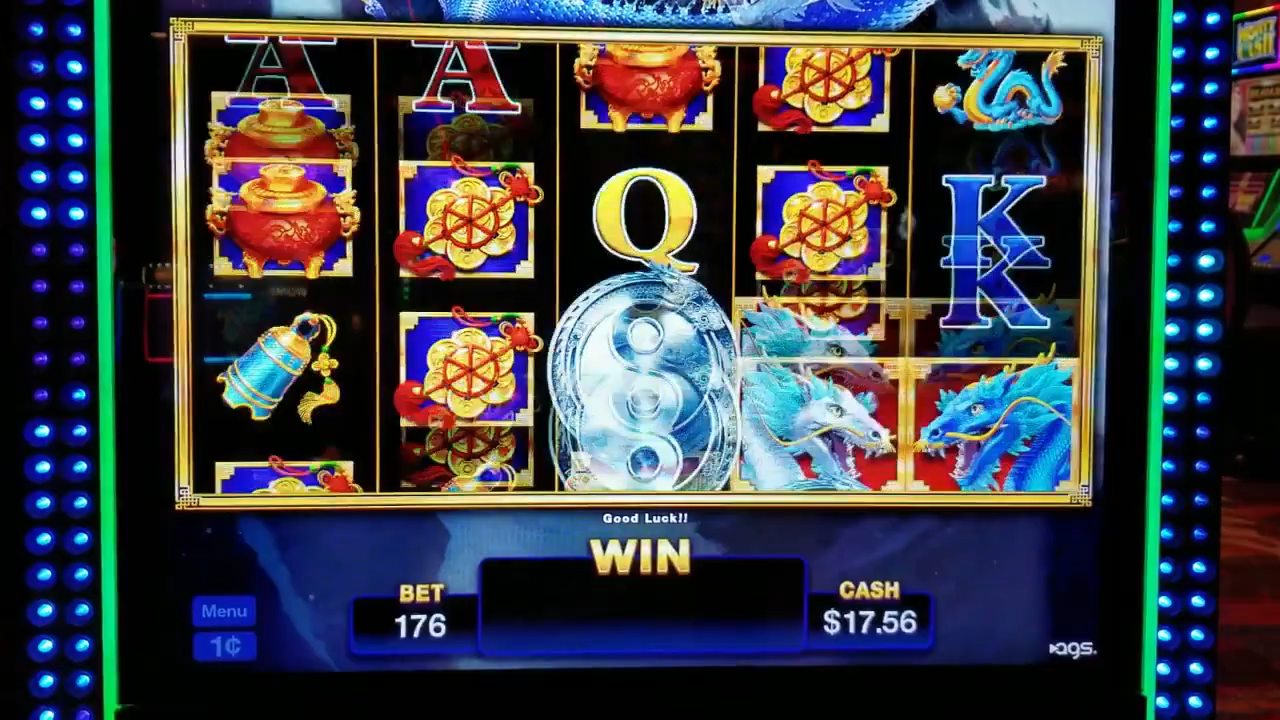 A
A
Q
K
K
Good Luck!!
WIN
BET
176
CASH
$17.56
Menu
1¢
ags.